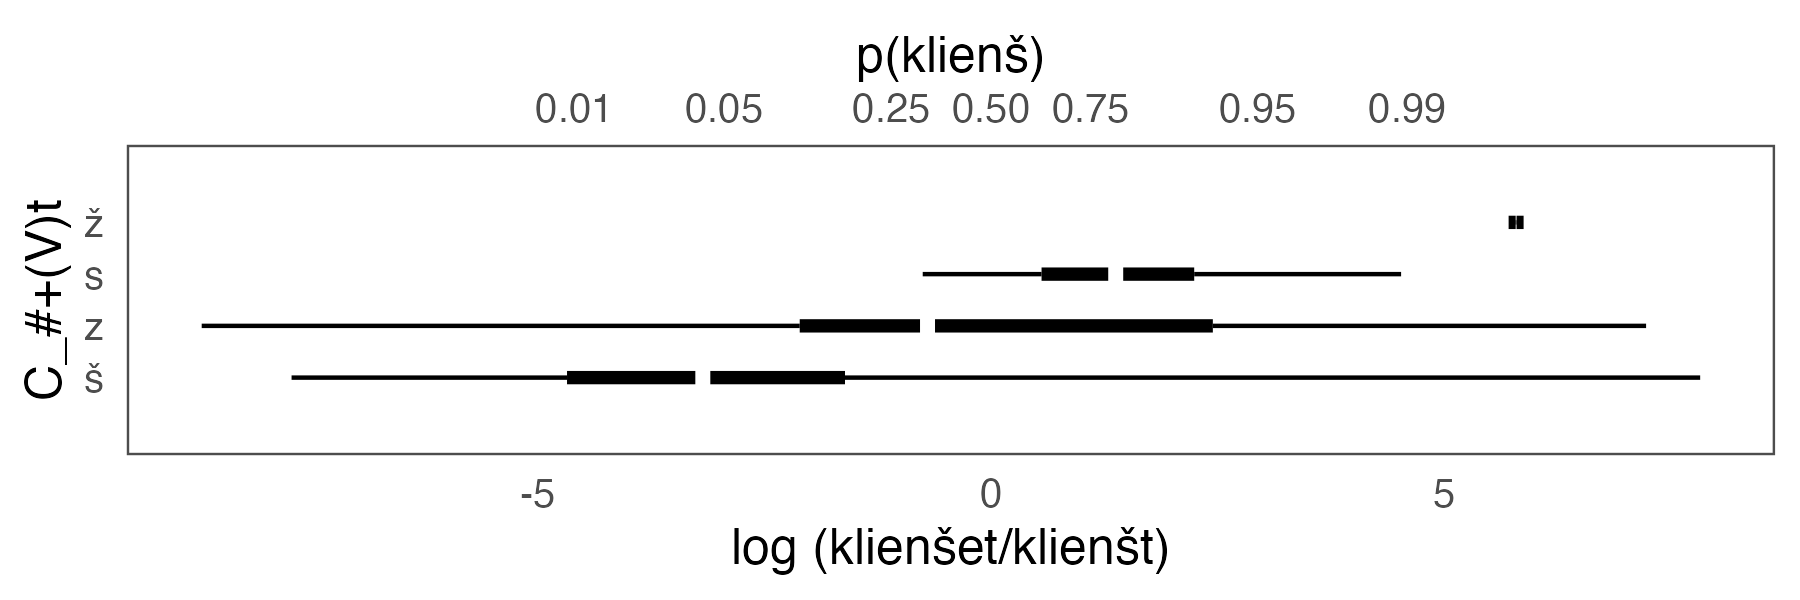 p(klienš)
0.01 0.05 0.25 0.50 0.75 0.95 0.99
C_#+(V)t
ž
s
z
š
-5 0 5
log (klienšet/klienšt)